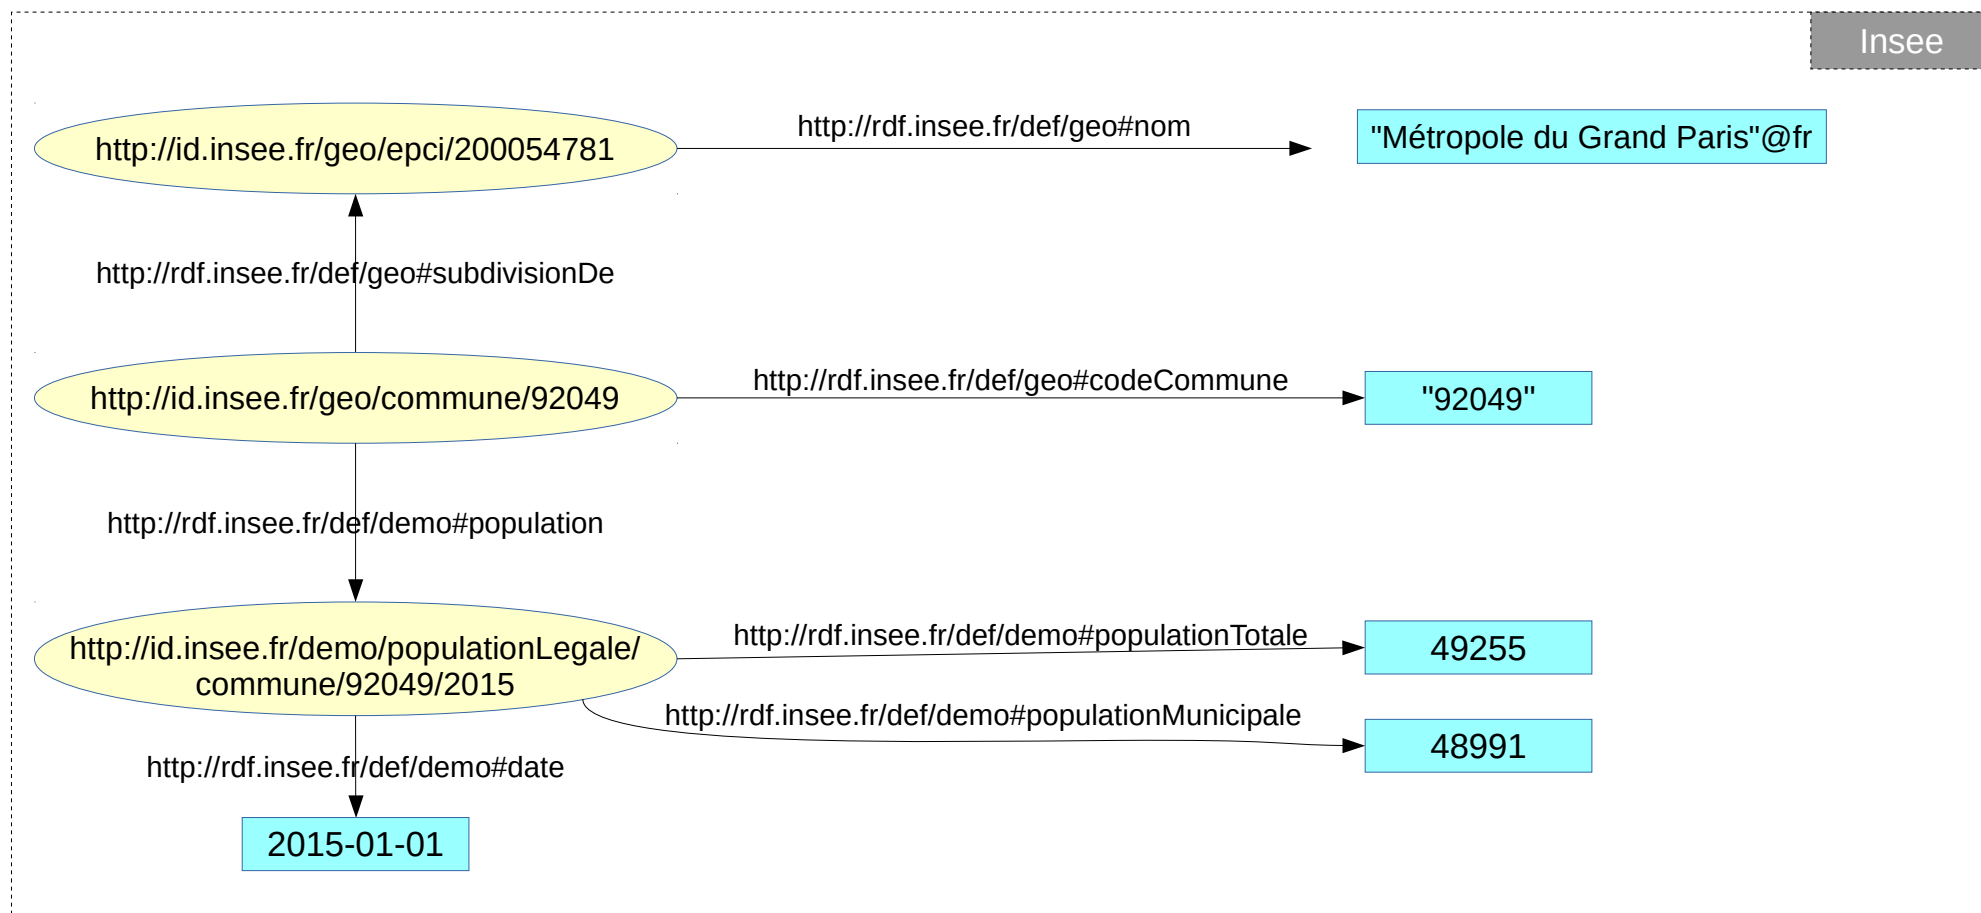 Insee
http://id.insee.fr/geo/epci/200054781
http://rdf.insee.fr/def/geo#nom
"Métropole du Grand Paris"@fr
http://rdf.insee.fr/def/geo#subdivisionDe
http://id.insee.fr/geo/commune/92049
http://rdf.insee.fr/def/geo#codeCommune
"92049"
http://rdf.insee.fr/def/demo#population
http://id.insee.fr/demo/populationLegale/
commune/92049/2015
http://rdf.insee.fr/def/demo#populationTotale
49255
http://rdf.insee.fr/def/demo#populationMunicipale
48991
http://rdf.insee.fr/def/demo#date
2015-01-01